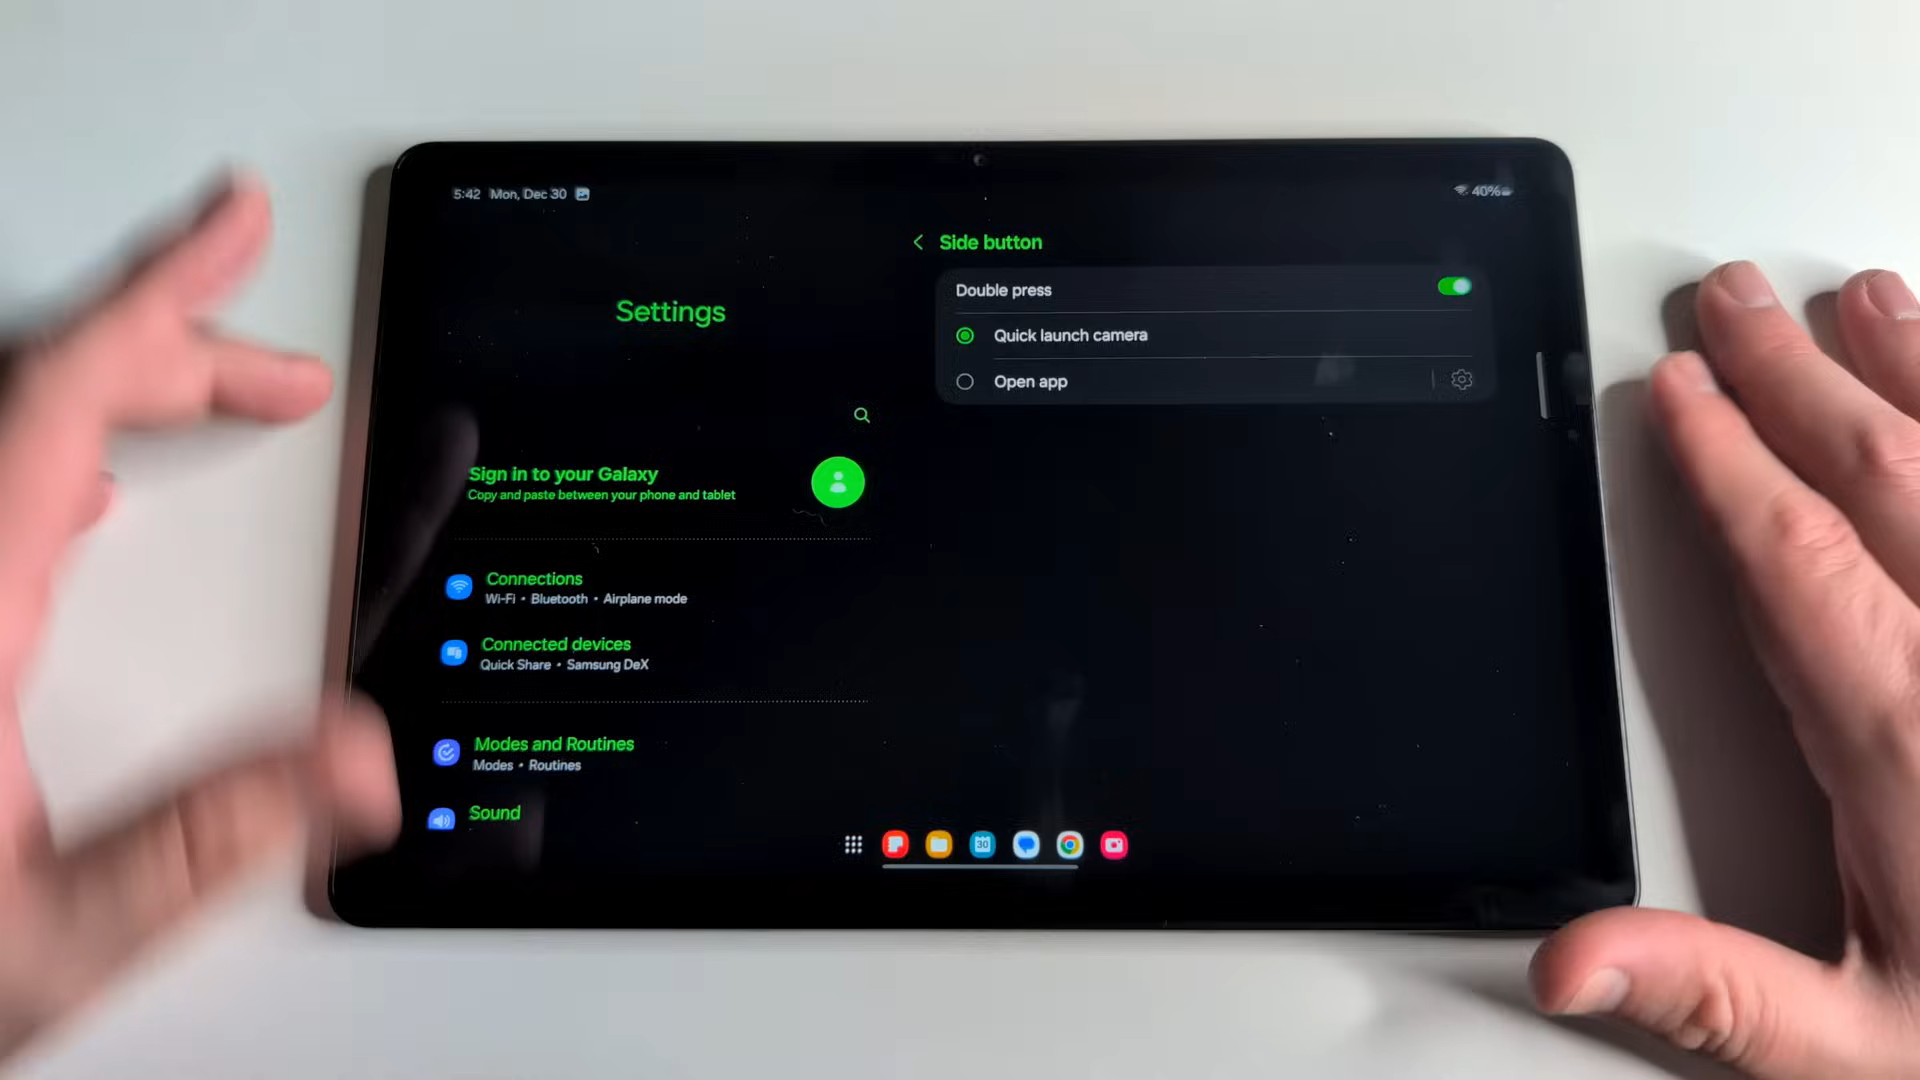 5:42 Mon, Dec 30
40%
Settings
Sign in to your Galaxy
Copy and paste between your phone and tablet
Connections
Wi-Fi • Bluetooth • Airplane mode
Connected devices
Quick Share • Samsung DeX
Modes and Routines
Modes • Routines
Sound
Side button
Double press
Quick launch camera
Open app
30